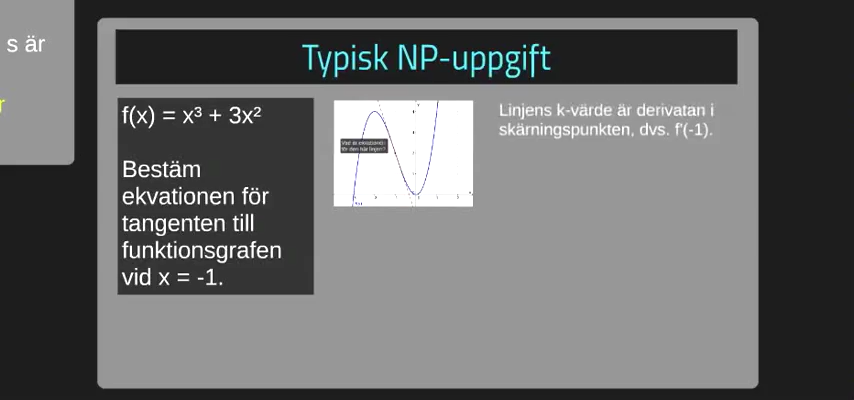 s är
r
Typisk NP-uppgift
f(x) = x³ + 3x²
Bestäm
ekvationen för
tangenten till
funktionsgrafen
vid x = -1.
Linjens k-värde är derivatan i
skärningspunkten, dvs. f'(-1).